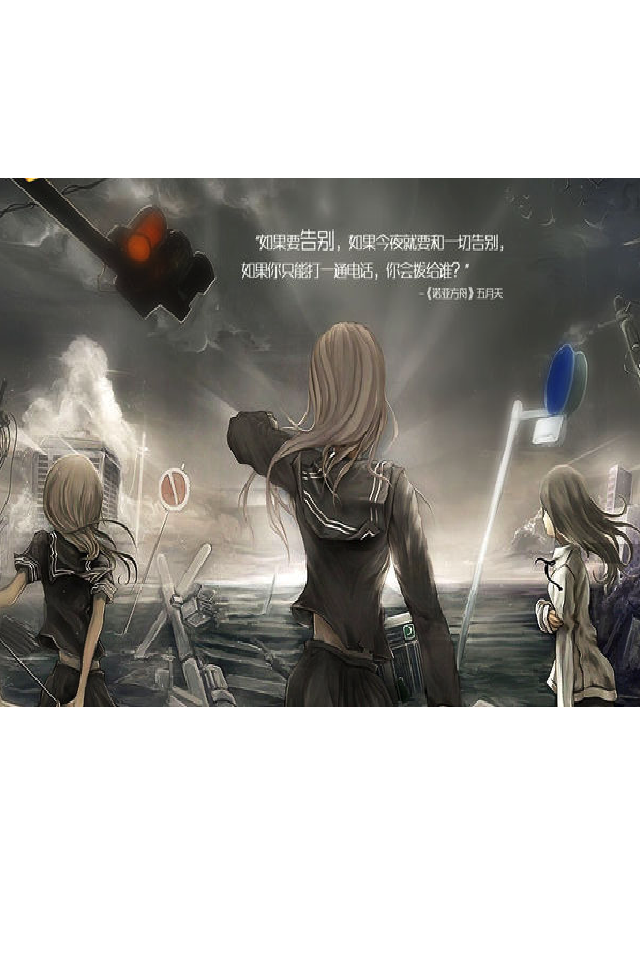 “如果要告别，如果今夜就要和一切告别，
如果你只能打一通电话，你会拨给谁？”
-《诺亚方舟》五月天